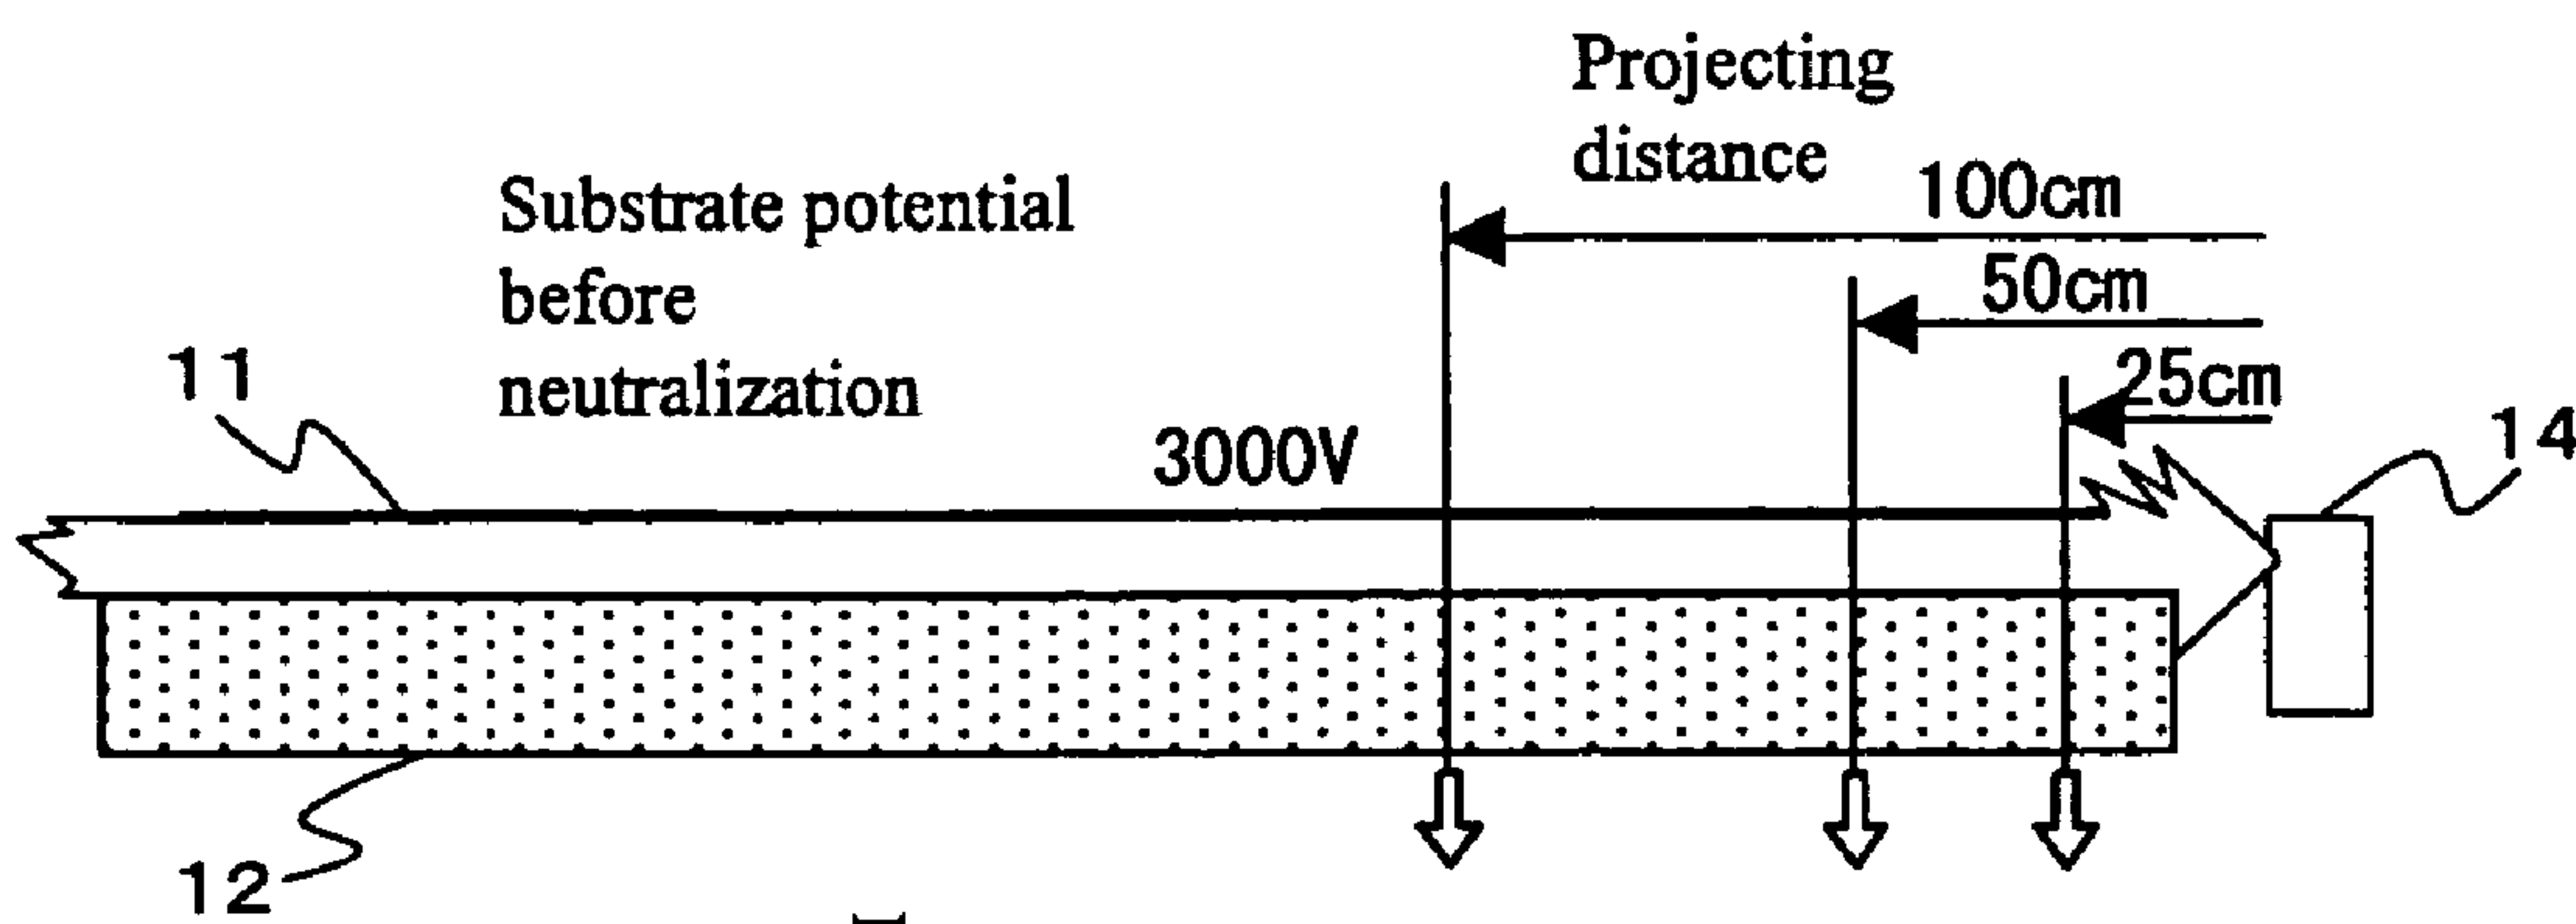 Projecting
distance
100cm
Substrate potential
before
neutralization
50cm
25cm
11
14
3000V
12